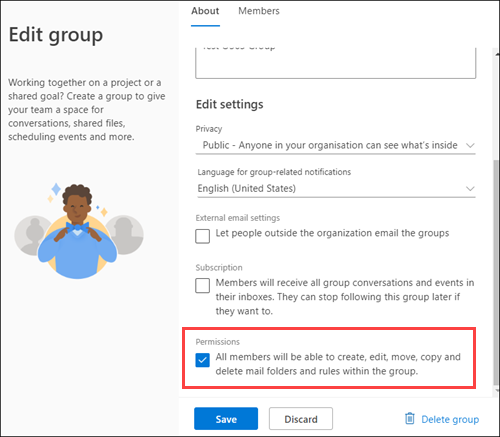 Edit group
Working together on a project or a
shared goal? Create a group to give
your team a space for
conversations, shared files,
scheduling events and more.
About
Members
Edit settings
Privacy
Public - Anyone in your organisation can see what's inside
Language for group-related notifications
English (United States)
External email settings
Let people outside the organization email the groups
Subscription
Members will receive all group conversations and events in
their inboxes. They can stop following this group later if
they want to.
Permissions
All members will be able to create, edit, move, copy and
delete mail folders and rules within the group.
Save
Discard
Delete group